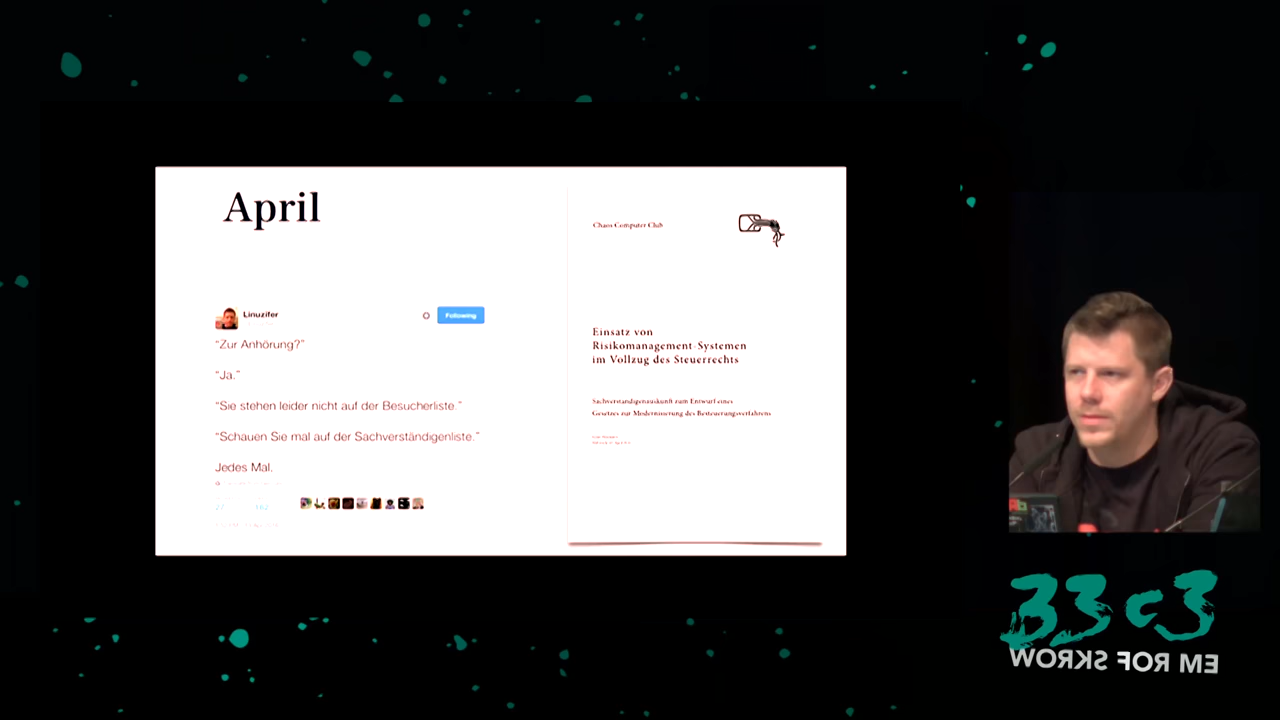 April
Chaos Computer Club
Linuzifer
Following
“Zur Anhörung?”
“Ja.”
“Sie stehen leider nicht auf der Besucherliste.”
“Schauen Sie mal auf der Sachverständigenliste.”
Jedes Mal.
27 162
Einsatz von
Risikomanagement-Systemen
im Vollzug des Steuerrechts
Sachverständigenauskunft zum Entwurf eines
Gesetzes zur Modernisierung des Besteuerungsverfahrens
33c3
WORKS FOR ME